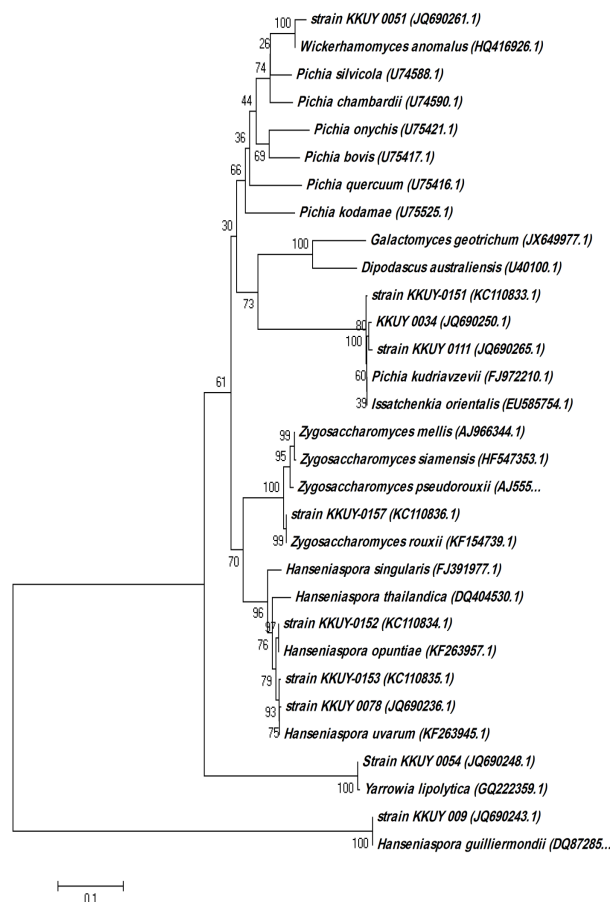 100 strain KKUY 0051 (JQ690261.1)
26 Wickerhamomyces anomalus (HQ416926.1)
74 Pichia silvicola (U74588.1)
44 Pichia chambardii (U74590.1)
Pichia onychis (U75421.1)
36 69 Pichia bovis (U75417.1)
66 Pichia quercuum (U75416.1)
Pichia kodamae (U75525.1)
30 100 Galactomyces geotrichum (JX649977.1)
Dipodascus australiensis (U40100.1)
73 strain KKUY-0151 (KC110833.1)
80 KKUY 0034 (JQ690250.1)
100 strain KKUY 0111 (JQ690265.1)
60 Pichia kudriavzevii (FJ972210.1)
61 39 Issatchenkia orientalis (EU585754.1)
99 Zygosaccharomyces mellis (AJ966344.1)
95 Zygosaccharomyces siamensis (HF547353.1)
100 Zygosaccharomyces pseudorouxii (AJ555...
strain KKUY-0157 (KC110836.1)
99 Zygosaccharomyces rouxii (KF154739.1)
70 Hanseniaspora singularis (FJ391977.1)
96 Hanseniaspora thailandica (DQ404530.1)
97 strain KKUY-0152 (KC110834.1)
76 Hanseniaspora opuntiae (KF263957.1)
79 strain KKUY-0153 (KC110835.1)
93 strain KKUY 0078 (JQ690236.1)
75 Hanseniaspora uvarum (KF263945.1)
Strain KKUY 0054 (JQ690248.1)
100 Yarrowia lipolytica (GQ222359.1)
strain KKUY 009 (JQ690243.1)
100 Hanseniaspora guilliermondii (DQ87285...
0.1